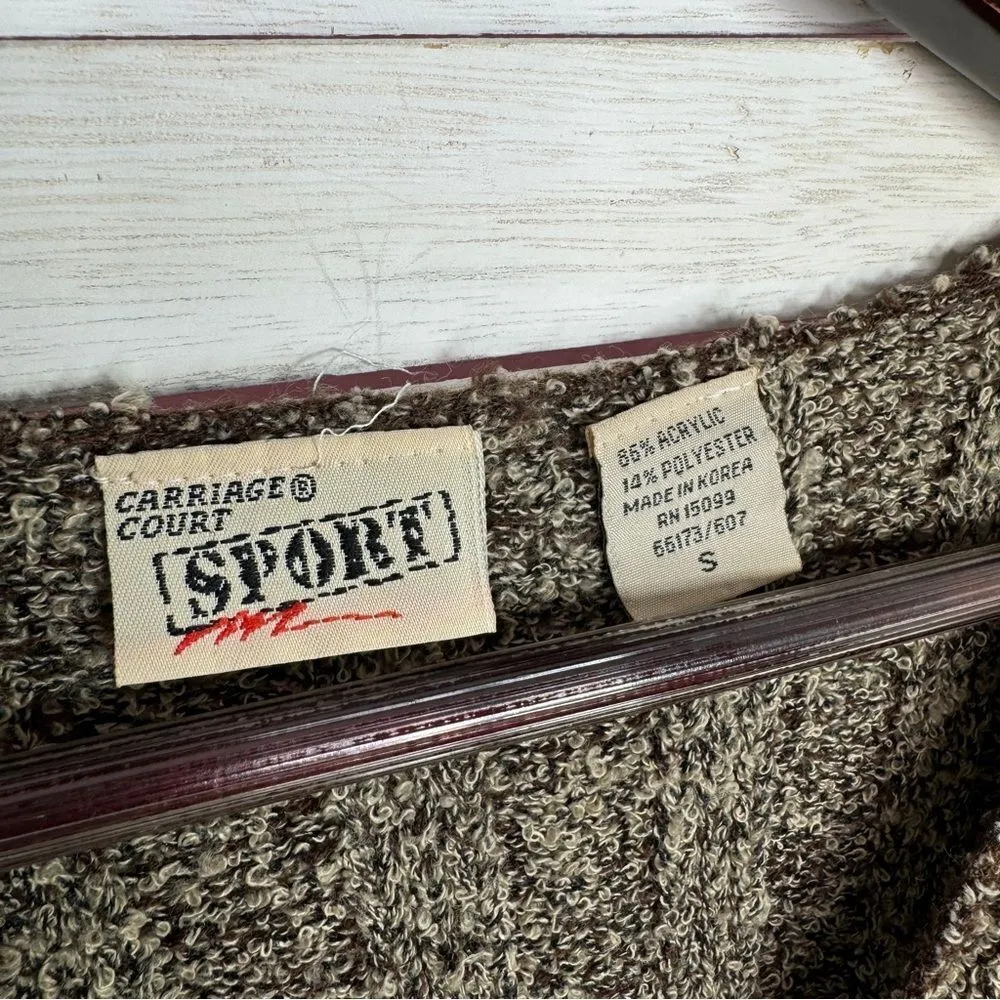 CARRIAGE®
COURT
SPORT
86% ACRYLIC
14% POLYESTER
MADE IN KOREA
RN 15099
66173/607
S